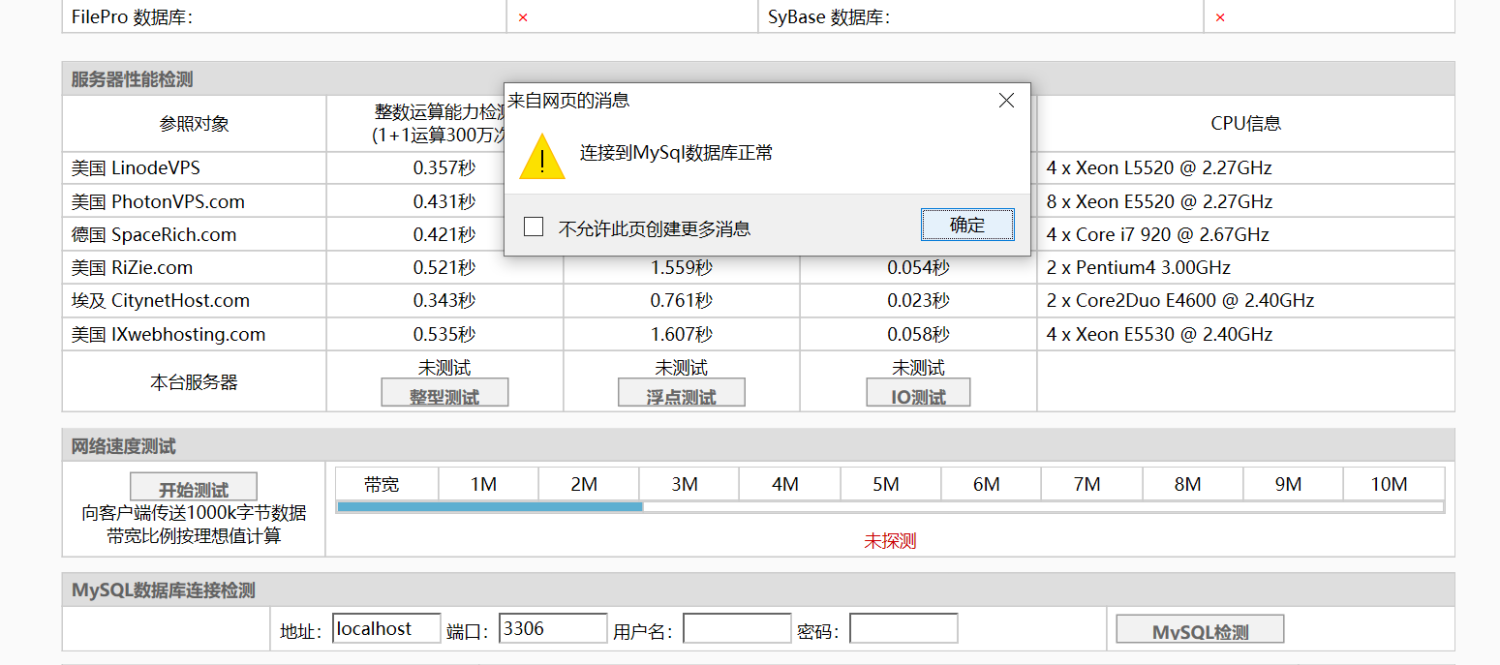 FilePro 数据库： × SyBase 数据库： ×
服务器性能检测
参照对象 整数运算能力检测 CPU信息
(1+1运算300万次
来自网页的消息
连接到MySql数据库正常
不允许此页创建更多消息 确定
美国 LinodeVPS 0.357秒 4 x Xeon L5520 @ 2.27GHz
美国 PhotonVPS.com 0.431秒 8 x Xeon E5520 @ 2.27GHz
德国 SpaceRich.com 0.421秒 4 x Core i7 920 @ 2.67GHz
美国 RiZie.com 0.521秒 1.559秒 0.054秒 2 x Pentium4 3.00GHz
埃及 CitynetHost.com 0.343秒 0.761秒 0.023秒 2 x Core2Duo E4600 @ 2.40GHz
美国 IXwebhosting.com 0.535秒 1.607秒 0.058秒 4 x Xeon E5530 @ 2.40GHz
本台服务器 未测试 未测试 未测试
整型测试 浮点测试 IO测试
网络速度测试
开始测试
向客户端传送1000k字节数据
带宽比例按理想值计算
带宽 1M 2M 3M 4M 5M 6M 7M 8M 9M 10M
未探测
MySQL数据库连接检测
地址： localhost 端口： 3306 用户名： 密码： MySQL检测